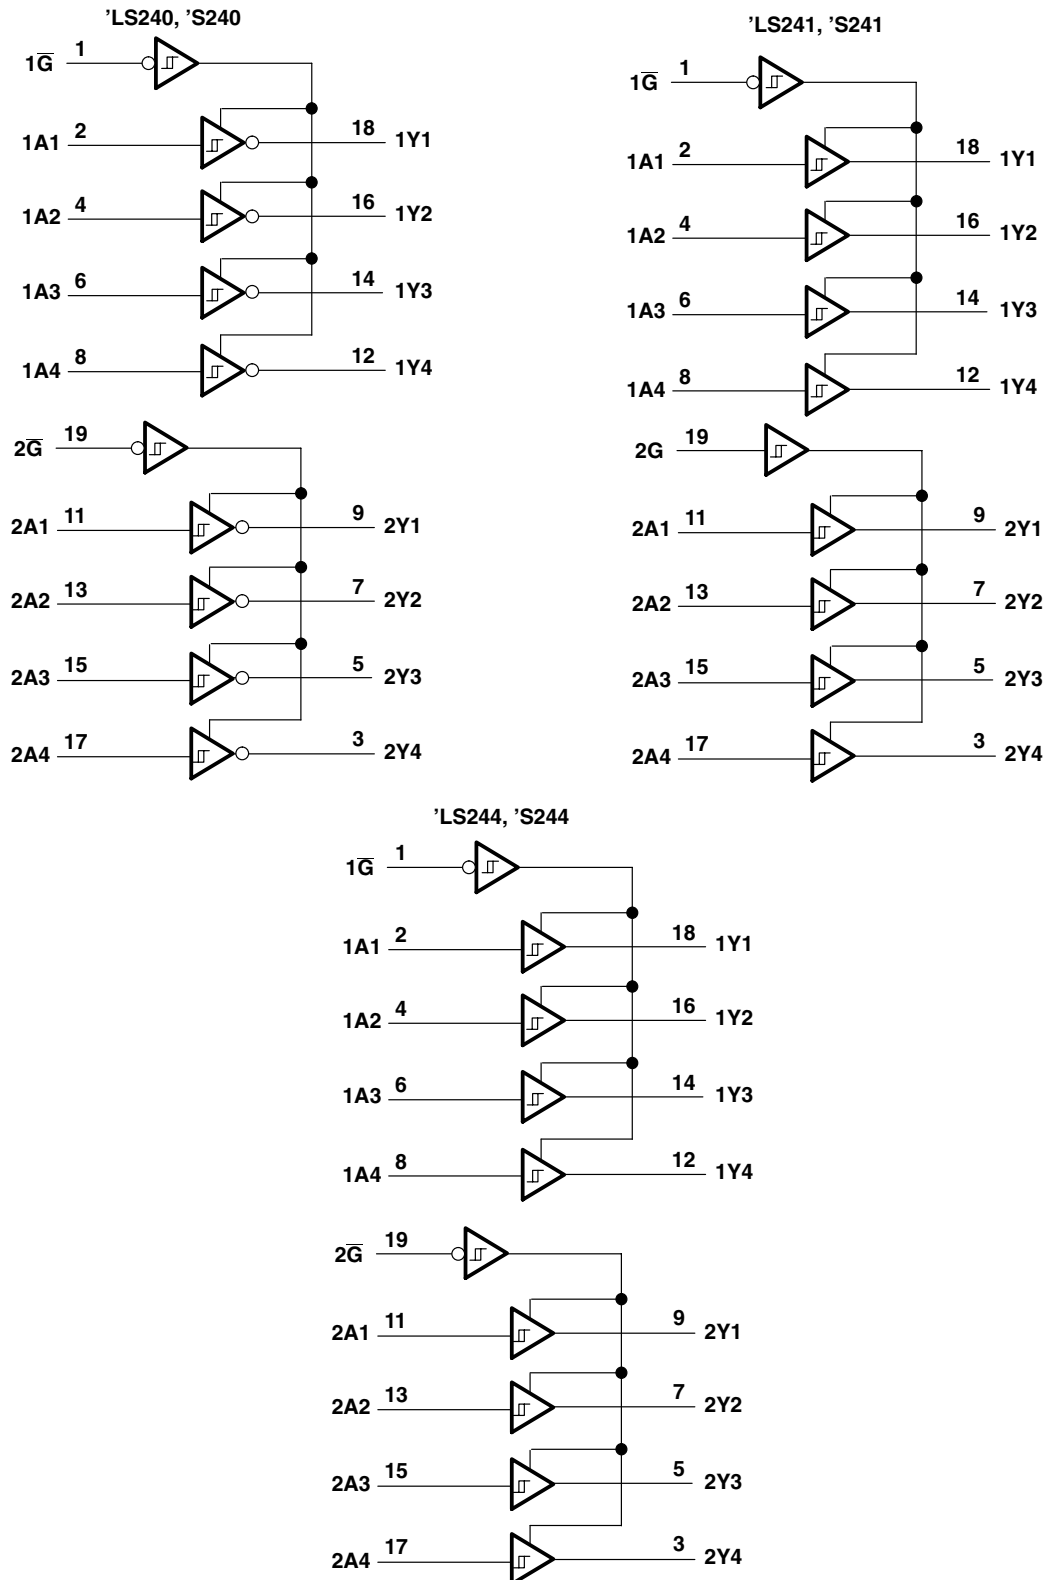 ’LS240, ’S240
1G̅ 1
1A1 2 18 1Y1
1A2 4 16 1Y2
1A3 6 14 1Y3
1A4 8 12 1Y4
2G̅ 19
2A1 11 9 2Y1
2A2 13 7 2Y2
2A3 15 5 2Y3
2A4 17 3 2Y4
’LS241, ’S241
1G̅ 1
1A1 2 18 1Y1
1A2 4 16 1Y2
1A3 6 14 1Y3
1A4 8 12 1Y4
2G 19
2A1 11 9 2Y1
2A2 13 7 2Y2
2A3 15 5 2Y3
2A4 17 3 2Y4
’LS244, ’S244
1G̅ 1
1A1 2 18 1Y1
1A2 4 16 1Y2
1A3 6 14 1Y3
1A4 8 12 1Y4
2G̅ 19
2A1 11 9 2Y1
2A2 13 7 2Y2
2A3 15 5 2Y3
2A4 17 3 2Y4